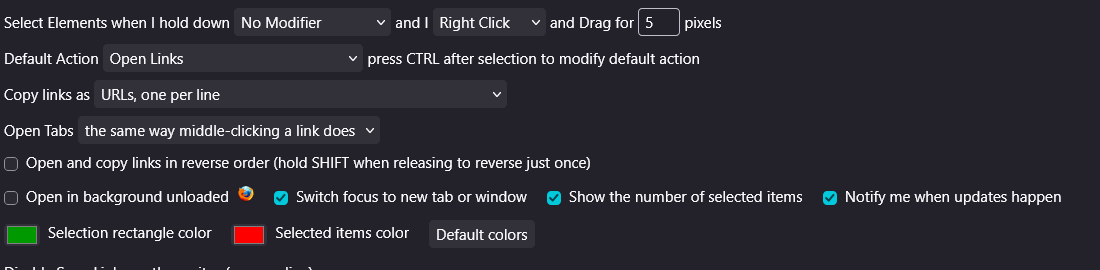 Select Elements when I hold down No Modifier and I Right Click and Drag for 5 pixels
Default Action Open Links press CTRL after selection to modify default action
Copy links as URLs, one per line
Open Tabs the same way middle-clicking a link does
Open and copy links in reverse order (hold SHIFT when releasing to reverse just once)
Open in background unloaded Switch focus to new tab or window Show the number of selected items Notify me when updates happen
Selection rectangle color Selected items color Default colors